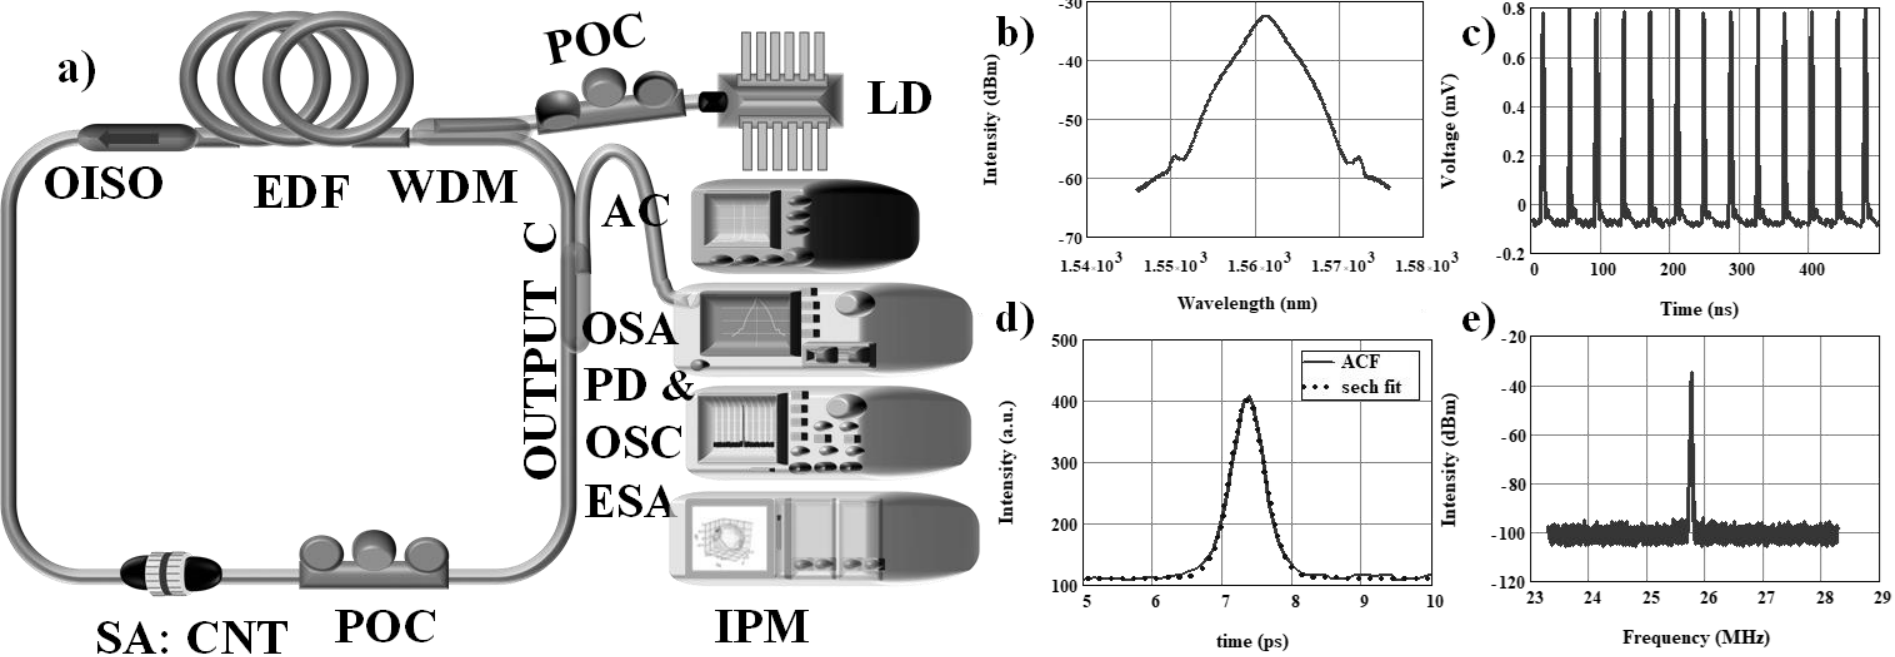 a)
POC
LD
OISO
EDF
WDM
AC
OUTPUT C
OSA
PD &
OSC
ESA
SA: CNT
POC
IPM
b)
-30
-40
-50
-60
-70
Intensity (dBm)
1.54×10³ 1.55×10³ 1.56×10³ 1.57×10³ 1.58×10³
Wavelength (nm)
c)
0.8
0.6
0.4
0.2
0
-0.2
Voltage (mV)
0 100 200 300 400
Time (ns)
d)
500
400
300
200
100
Intensity (a.u.)
ACF
sech fit
5 6 7 8 9 10
time (ps)
e)
-20
-40
-60
-80
-100
-120
Intensity (dBm)
23 24 25 26 27 28 29
Frequency (MHz)